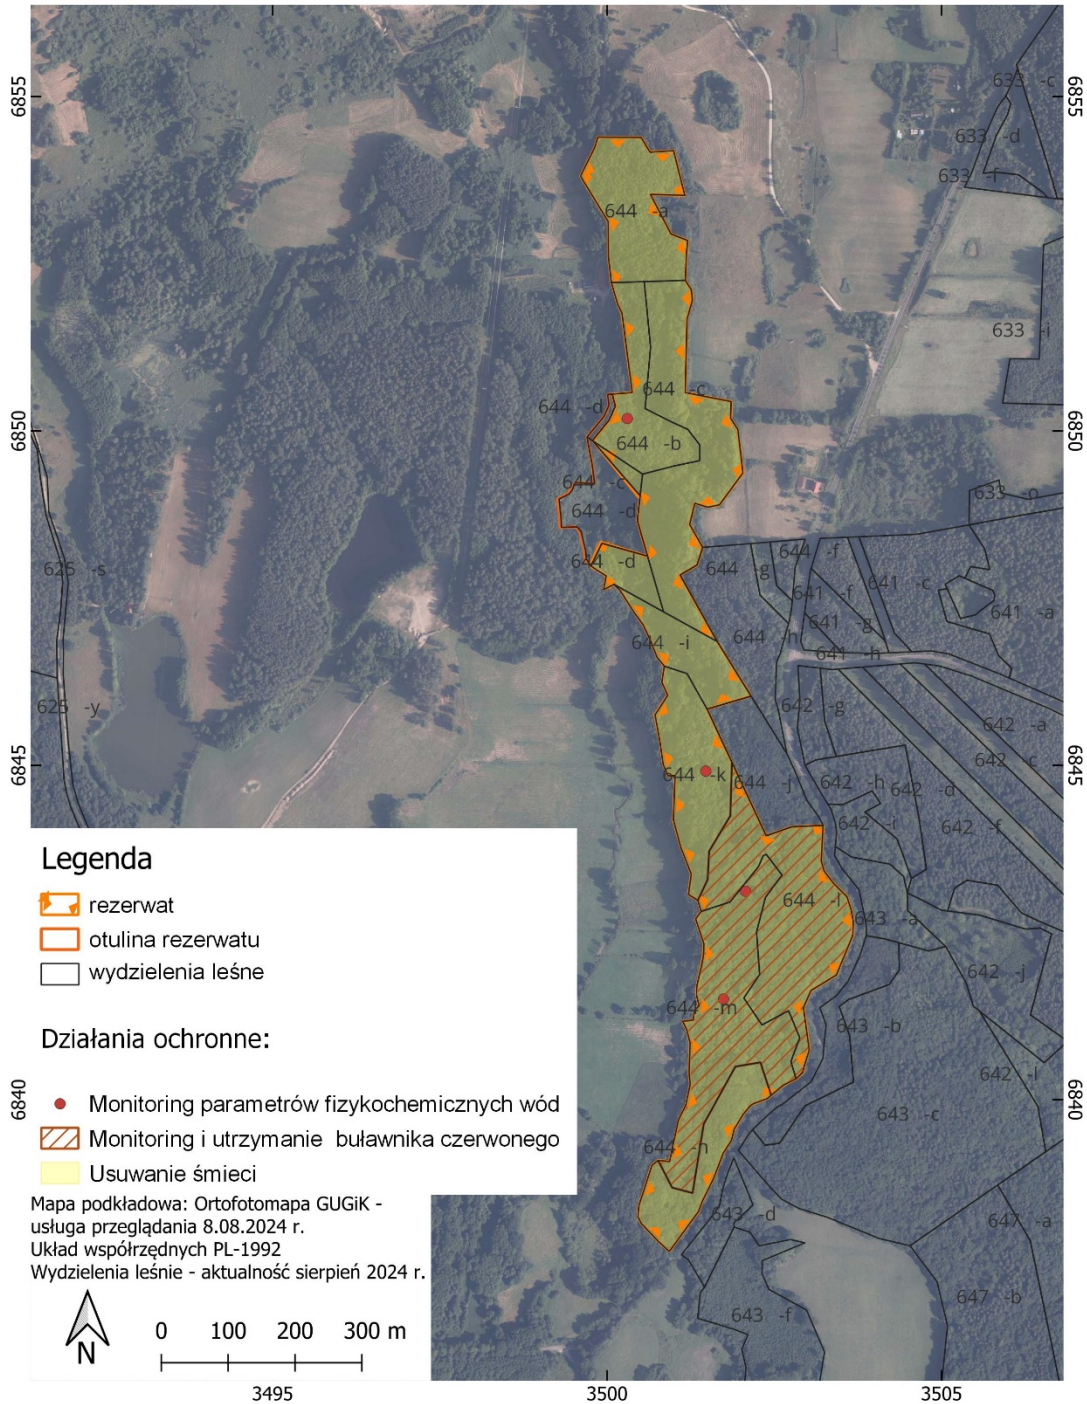 6855
6855
633 -c
633 -d
633 -f
644 -a
633 -i
644 -c
644 -d
6850
6850
644 -b
644 -c
633 -o
644 -d
644 -d
644 -g
644 -f
641 -c
625 -s
641 -f
641 -a
641 -g
644 -h
644 -i
641 -h
625 -y
642 -g
642 -a
642 -c
6845
6845
644 -k
644 -j
642 -h
642 -d
642 -i
642 -f
Legenda
rezerwat
otulina rezerwatu
wydzielenia leśne
644 -l
643 -a
642 -j
644 -m
643 -b
Działania ochronne:
642 -l
6840
6840
Monitoring parametrów fizykochemicznych wód
643 -c
Monitoring i utrzymanie buławnika czerwonego
644 -n
Usuwanie śmieci
Mapa podkładowa: Ortofotomapa GUGiK -
usługa przeglądania 8.08.2024 r.
Układ współrzędnych PL-1992
Wydzielenia leśnie - aktualność sierpień 2024 r.
643 -d
647 -a
647 -b
643 -f
N
0 100 200 300 m
3495 3500 3505